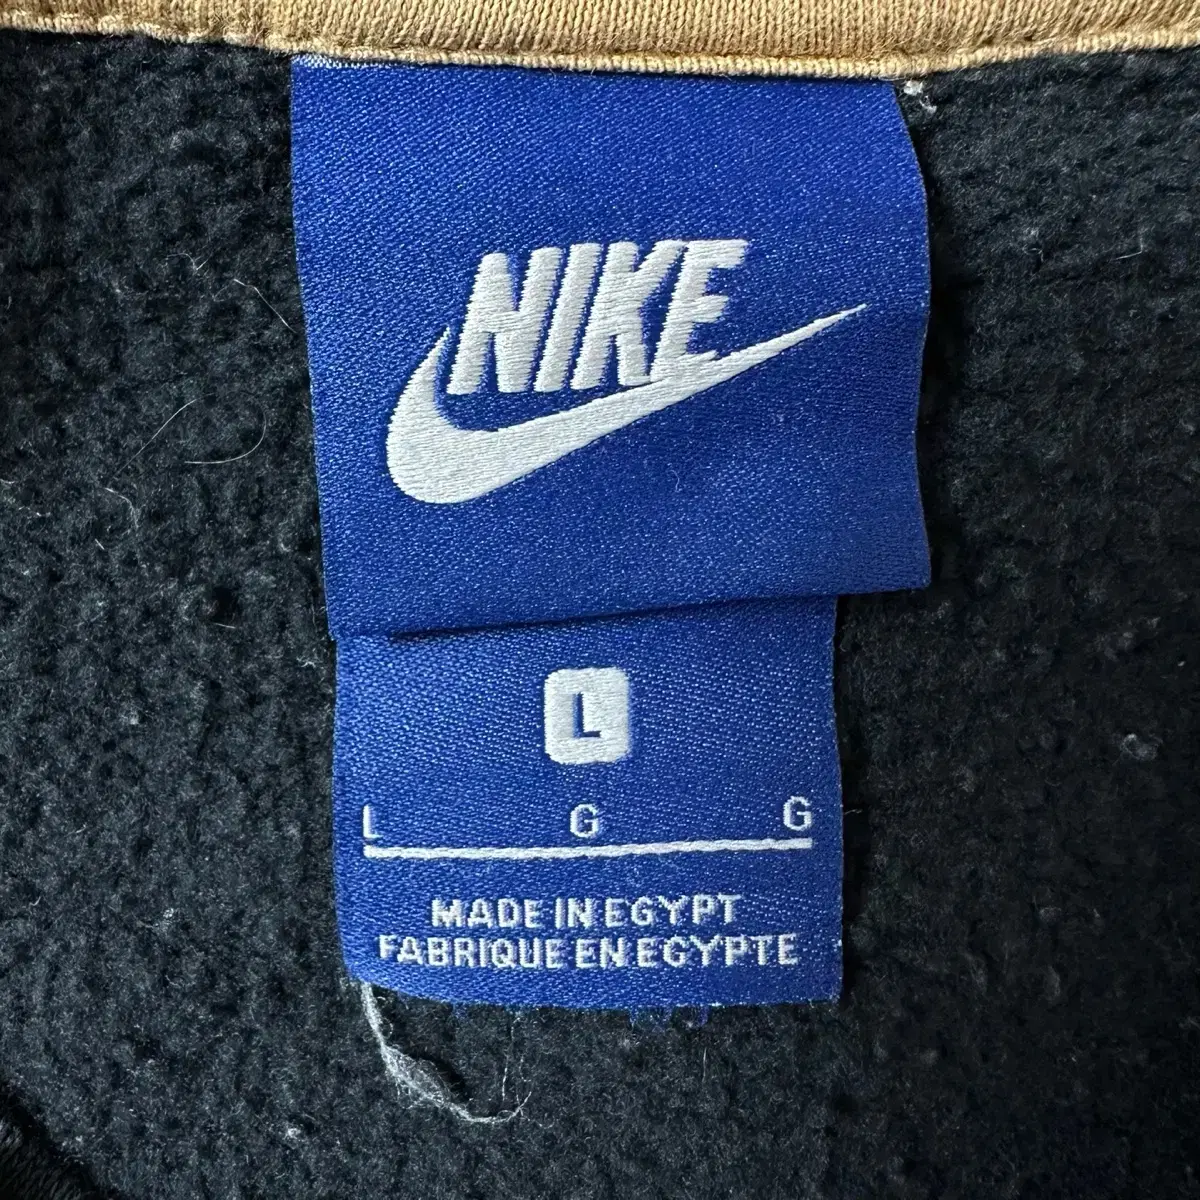 NIKE
L
L G G
MADE IN EGYPT
FABRIQUE EN EGYPTE